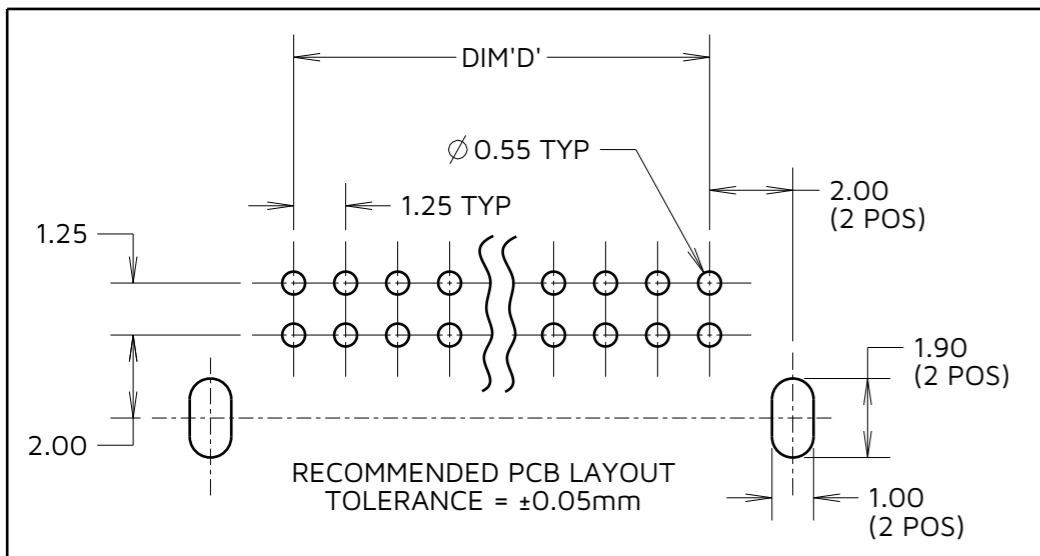 DIM'D'
Ø 0.55 TYP
1.25 TYP
2.00
(2 POS)
1.25
1.90
(2 POS)
2.00
RECOMMENDED PCB LAYOUT
TOLERANCE = ±0.05mm
1.00
(2 POS)